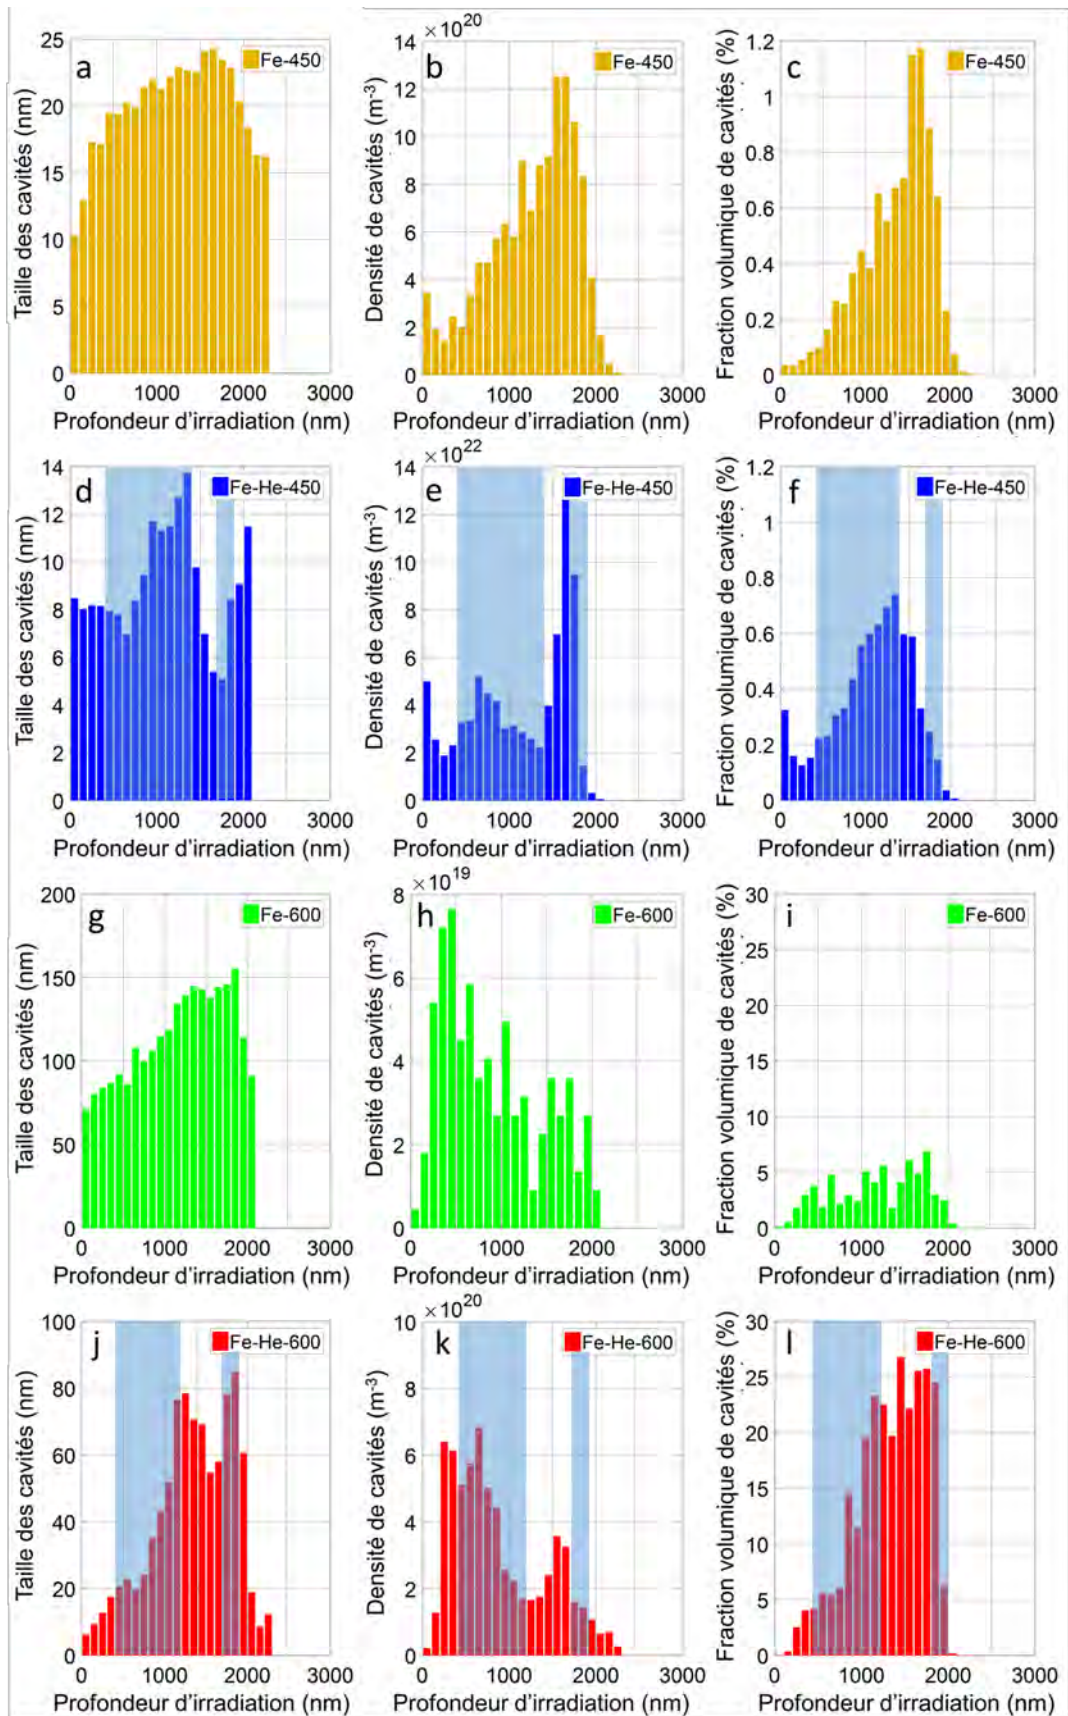 ×10²⁰
a
Fe-450
Taille des cavités (nm)
25
20
15
10
5
0
0 1000 2000 3000
Profondeur d'irradiation (nm)
b
Fe-450
Densité de cavités (m⁻³)
14
12
10
8
6
4
2
0
0 1000 2000 3000
Profondeur d'irradiation (nm)
c
Fe-450
Fraction volumique de cavités (%)
1.2
1
0.8
0.6
0.4
0.2
0
0 1000 2000 3000
Profondeur d'irradiation (nm)
d
Fe-He-450
Taille des cavités (nm)
14
12
10
8
6
4
2
0
0 1000 2000 3000
Profondeur d'irradiation (nm)
×10²²
e
Fe-He-450
Densité de cavités (m⁻³)
14
12
10
8
6
4
2
0
0 1000 2000 3000
Profondeur d'irradiation (nm)
f
Fe-He-450
Fraction volumique de cavités (%)
1.2
1
0.8
0.6
0.4
0.2
0
0 1000 2000 3000
Profondeur d'irradiation (nm)
g
Fe-600
Taille des cavités (nm)
200
150
100
50
0
0 1000 2000 3000
Profondeur d'irradiation (nm)
×10¹⁹
h
Fe-600
Densité de cavités (m⁻³)
8
6
4
2
0
0 1000 2000 3000
Profondeur d'irradiation (nm)
i
Fe-600
Fraction volumique de cavités (%)
30
25
20
15
10
5
0
0 1000 2000 3000
Profondeur d'irradiation (nm)
j
Fe-He-600
Taille des cavités (nm)
100
80
60
40
20
0
0 1000 2000 3000
Profondeur d'irradiation (nm)
×10²⁰
k
Fe-He-600
Densité de cavités (m⁻³)
10
8
6
4
2
0
0 1000 2000 3000
Profondeur d'irradiation (nm)
l
Fe-He-600
Fraction volumique de cavités (%)
30
25
20
15
10
5
0
0 1000 2000 3000
Profondeur d'irradiation (nm)